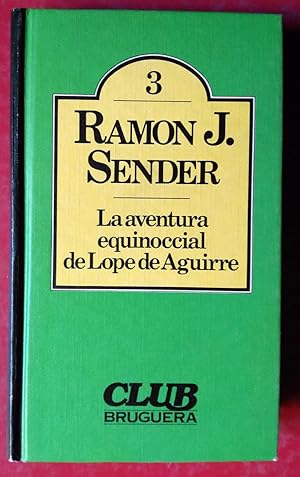 3
RAMON J.
SENDER
La aventura
equinoccial
de Lope de Aguirre
CLUB
BRUGUERA